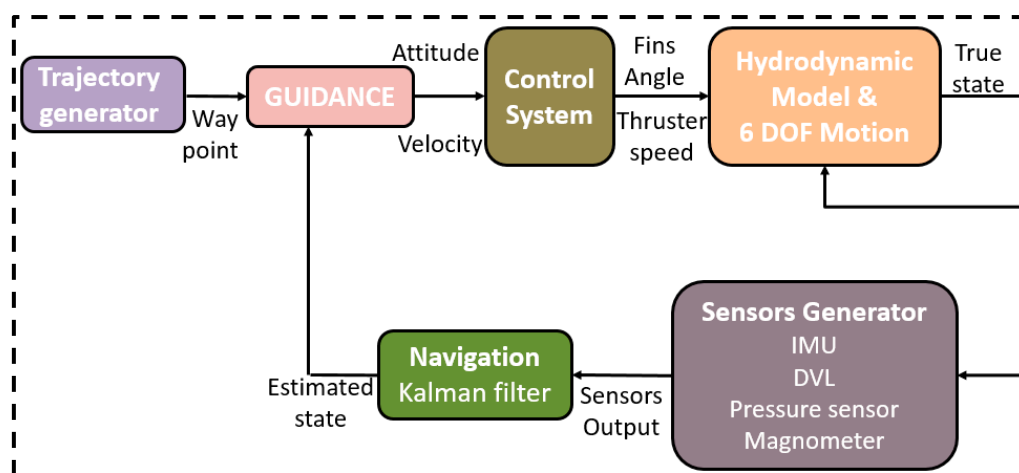 Trajectory
generator
Way
point
GUIDANCE
Attitude
Velocity
Control
System
Fins
Angle
Thruster
speed
Hydrodynamic
Model &
6 DOF Motion
True
state
Sensors Generator
IMU
DVL
Pressure sensor
Magnometer
Sensors
Output
Navigation
Kalman filter
Estimated
state